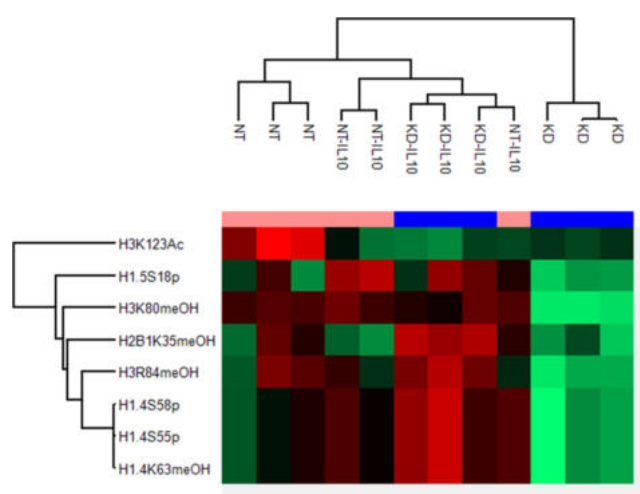 NT
NT
NT
NT-IL10
NT-IL10
KD-IL10
KD-IL10
KD-IL10
NT-IL10
KD
KD
KD
H3K123Ac
H1.5S18p
H3K80meOH
H2B1K35meOH
H3R84meOH
H1.4S58p
H1.4S55p
H1.4K63meOH